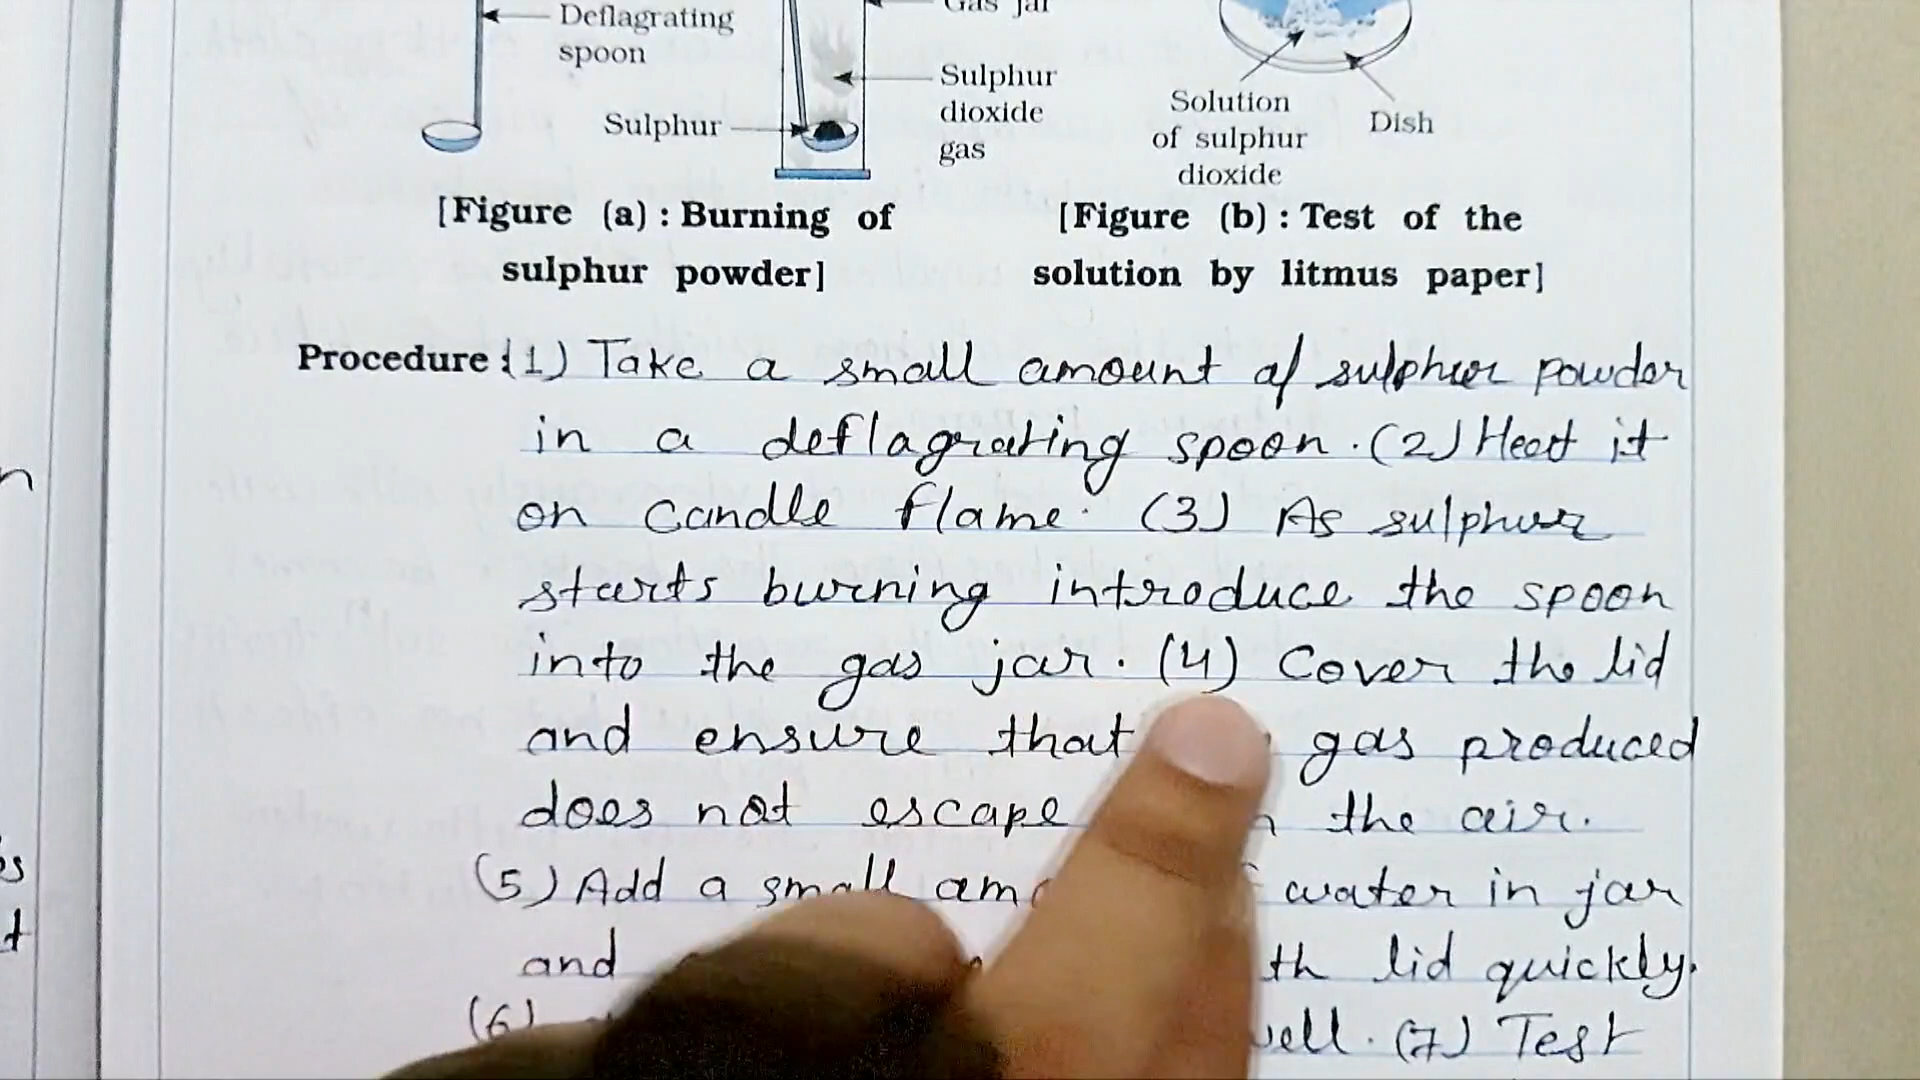 Deflagrating
spoon
Gas jar
Sulphur
Sulphur
dioxide
gas
Solution
of sulphur
dioxide
Dish
[Figure (a) : Burning of
sulphur powder]
[Figure (b) : Test of the
solution by litmus paper]
Procedure : (1) Take a small amount of sulphur powder
in a deflagrating spoon. (2) Heat it
on candle flame. (3) As sulphur
starts burning introduce the spoon
into the gas jar. (4) Cover the lid
and ensure that gas produced
does not escape the air.
(5) Add a small water in jar
and lid quickly.
(6) (7) Test